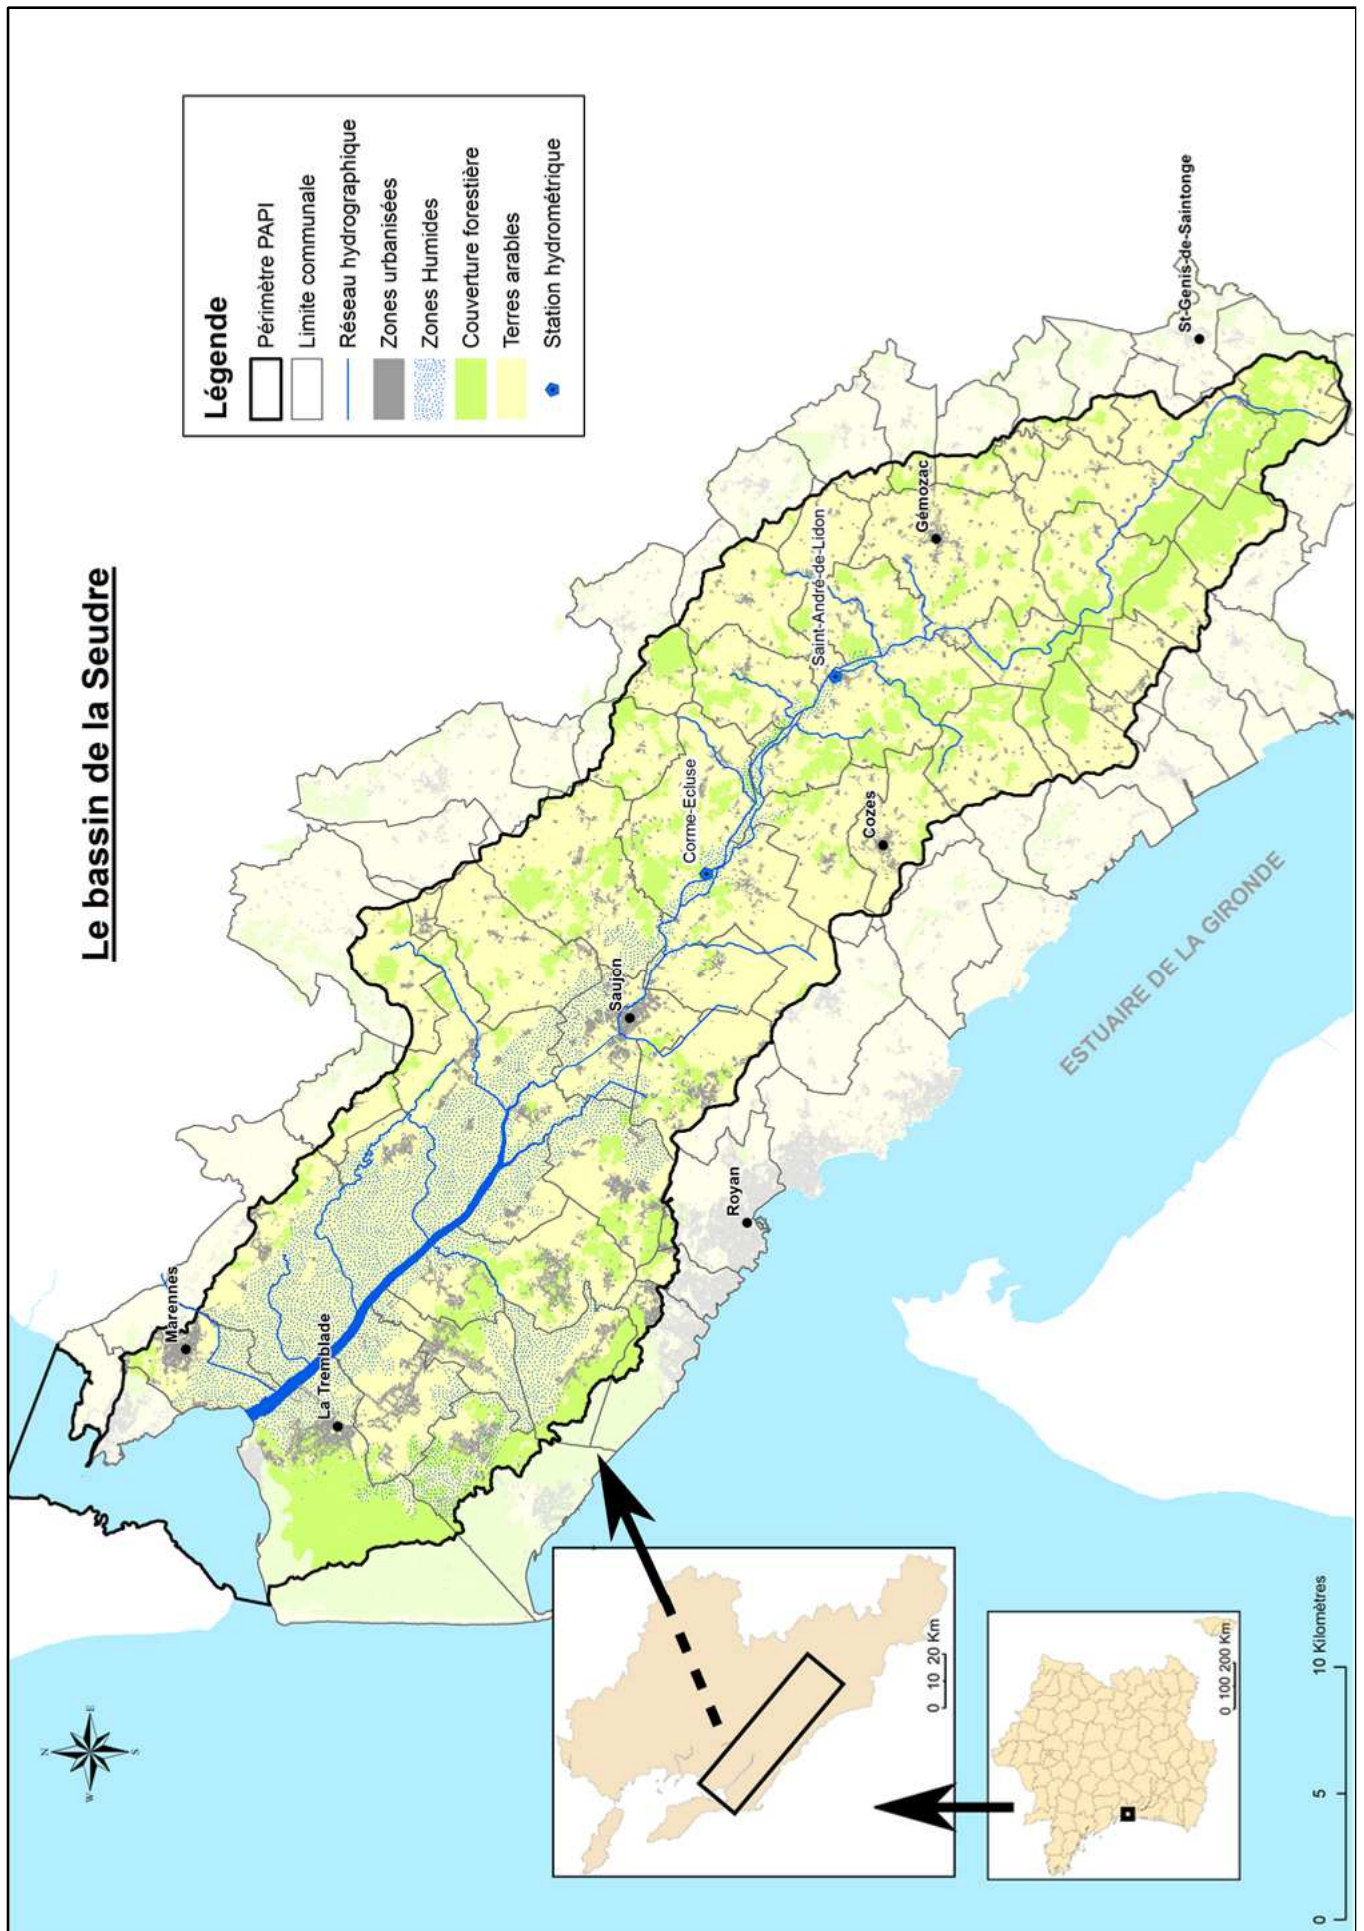 Le bassin de la Seudre
Légende
Périmètre PAPI
Limite communale
Réseau hydrographique
Zones urbanisées
Zones Humides
Couverture forestière
Terres arables
Station hydrométrique
N
W
E
S
Marennes
La Tremblade
Saujon
Corme-Ecluse
Saint-André-de-Lidon
Gémozac
St-Genis-de-Saintonge
Cozes
Royan
ESTUAIRE DE LA GIRONDE
0 10 20 Km
0 100 200 Km
0 5 10 Kilomètres